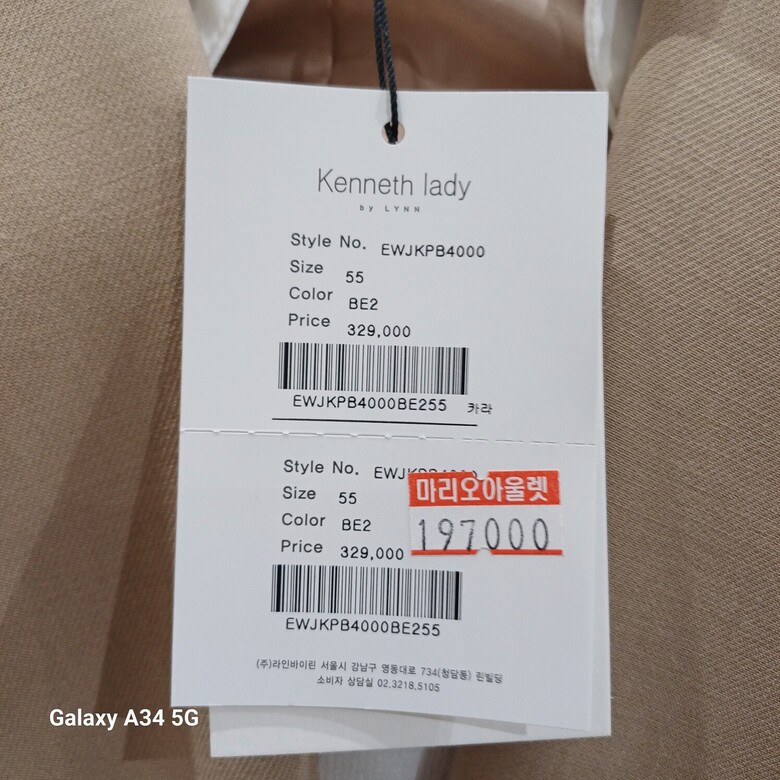 Kenneth lady
by LYNN
Style No. EWJKPB4000
Size 55
Color BE2
Price 329,000
EWJKPB4000BE255 카라
Style No.
Size 55
Color BE2
Price 329,000
마리오아울렛
197000
EWJKPB4000BE255
(주)라인바이린 서울시 강남구 영동대로 734(청담동) 린빌딩
소비자 상담실 02.3218.5105
Galaxy A34 5G